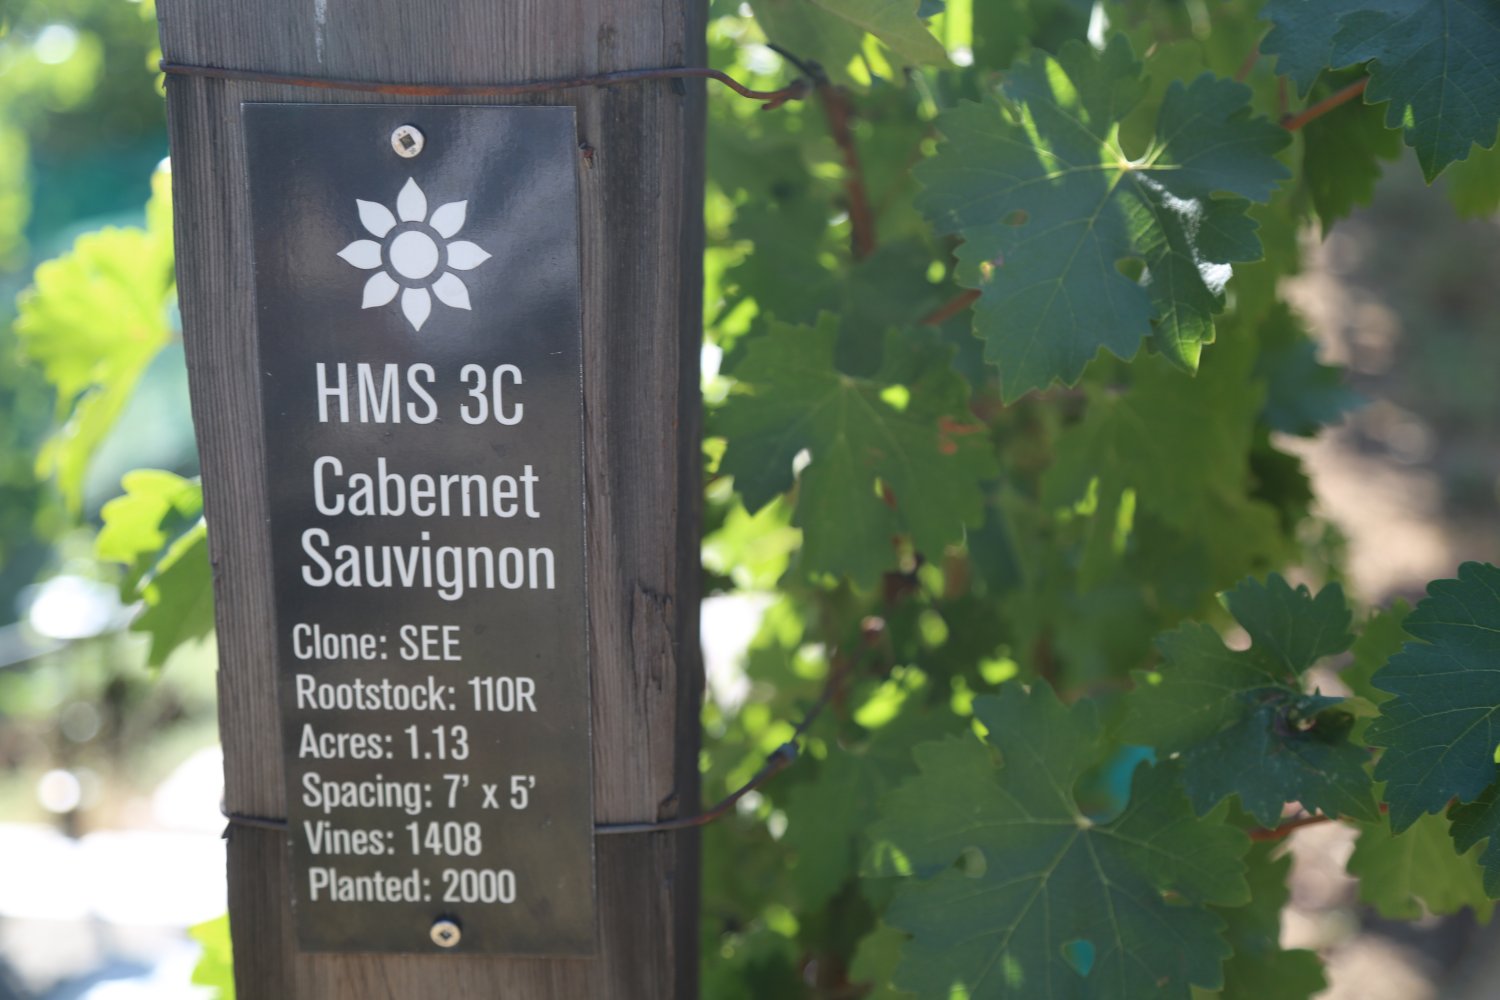 HMS 3C
Cabernet
Sauvignon
Clone: SEE
Rootstock: 110R
Acres: 1.13
Spacing: 7' x 5'
Vines: 1408
Planted: 2000